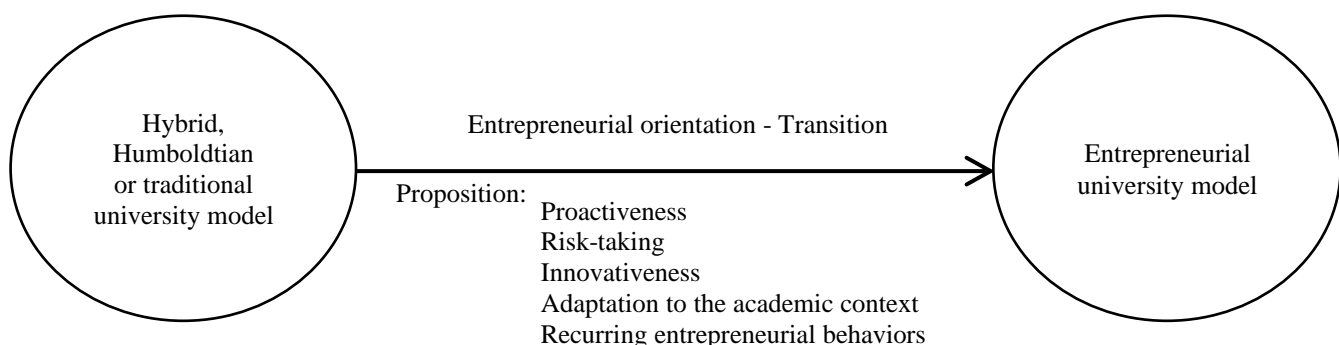 Hybrid,
Humboldtian
or traditional
university model
Entrepreneurial orientation - Transition
Proposition:
Proactiveness
Risk-taking
Innovativeness
Adaptation to the academic context
Recurring entrepreneurial behaviors
Entrepreneurial
university model